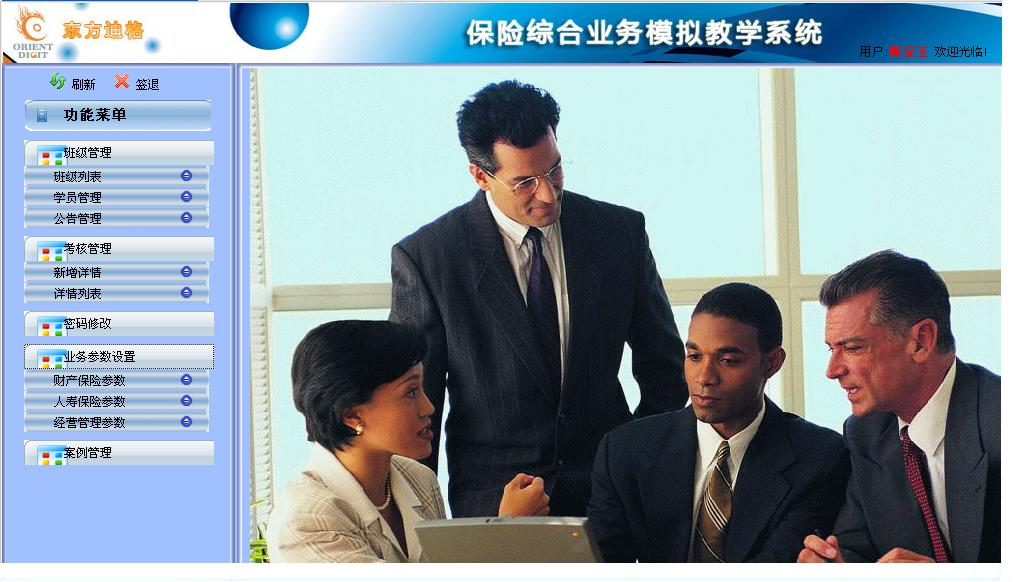 东方迪格
ORIENT
DIGIT
保险综合业务模拟教学系统
用户: 欢迎光临!
刷新 签退
功能菜单
班级管理
班级列表
学员管理
公告管理
考核管理
新增详情
详情列表
密码修改
业务参数设置
财产保险参数
人寿保险参数
经营管理参数
案例管理